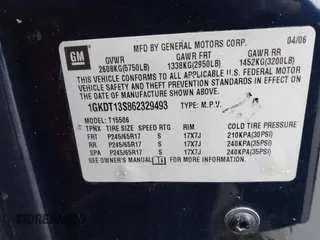 GM
MFD BY GENERAL MOTORS CORP. 04/06
GVWR GAWR FRT GAWR RR
2608KG(5750LB) 1338KG(2950LB) 1452KG(3200LB)
THIS VEHICLE CONFORMS TO ALL APPLICABLE U.S. FEDERAL MOTOR
VEHICLE SAFETY AND THEFT PREVENTION STANDARDS IN EFFECT
ON THE DATE OF MANUFACTURE SHOWN ABOVE.
1GKDT13S862329493 TYPE: M.P.V.
MODEL: T15506
TIRE SIZE SPEED RTG RIM COLD TIRE PRESSURE
FRT P245/65R17 S 17X7J 210KPA(30PSI)
RR P245/65R17 S 17X7J 240KPA(35PSI)
SPA P245/65R17 S 17X7J 240KPA(35PSI)
SEE OWNER'S MANUAL FOR MORE INFORMATION.
© DREAM